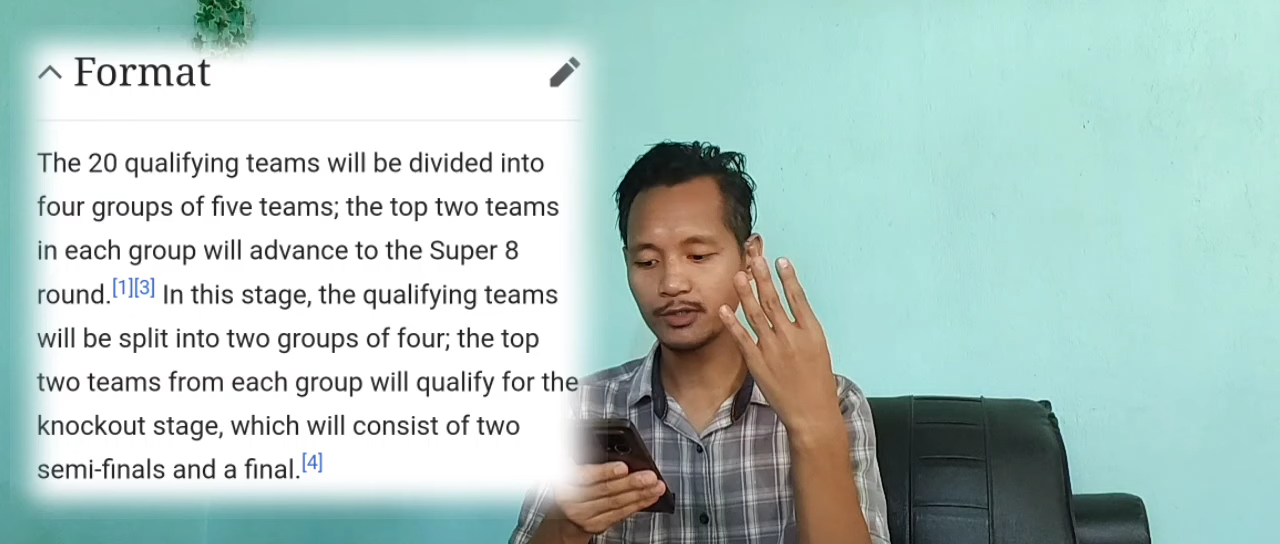 Format
The 20 qualifying teams will be divided into
four groups of five teams; the top two teams
in each group will advance to the Super 8
round.[1][3] In this stage, the qualifying teams
will be split into two groups of four; the top
two teams from each group will qualify for the
knockout stage, which will consist of two
semi-finals and a final.[4]